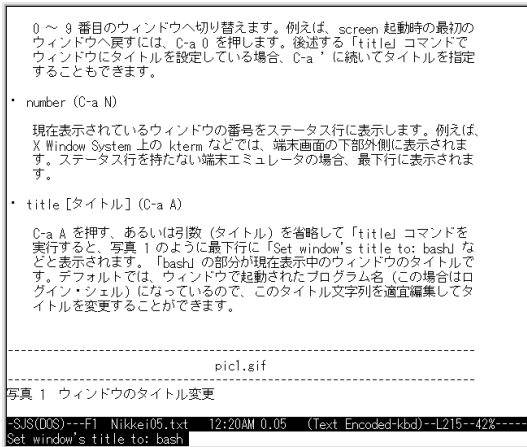 0 ～ 9 番目のウィンドウへ切り替えます。例えば、screen 起動時の最初の
ウィンドウへ戻すには、C-a 0 を押します。後述する「title」コマンドで
ウィンドウにタイトルを設定している場合、C-a ’ に続いてタイトルを指定
することもできます。
・ number (C-a N)
現在表示されているウィンドウの番号をステータス行に表示します。例えば、
X Window System 上の kterm などでは、端末画面の下部外側に表示されま
す。ステータス行を持たない端末エミュレータの場合、最下行に表示されま
す。
・ title [タイトル] (C-a A)
C-a A を押す、あるいは引数 (タイトル) を省略して「title」コマンドを
実行すると、写真 1 のように最下行に「Set window's title to: bash」な
どと表示されます。「bash」の部分が現在表示中のウィンドウのタイトルで
す。デフォルトでは、ウィンドウで起動されたプログラム名 (この場合はロ
グイン・シェル) になっているので、このタイトル文字列を適宜編集してタ
イトルを変更することができます。
----------------------------------------------------------------------
pic1.gif
----------------------------------------------------------------------
写真 1 ウィンドウのタイトル変更
-SJS(DOS)---F1 Nikkei05.txt 12:20AM 0.05 (Text Encoded-kbd)--L215--42%-----
Set window's title to: bash